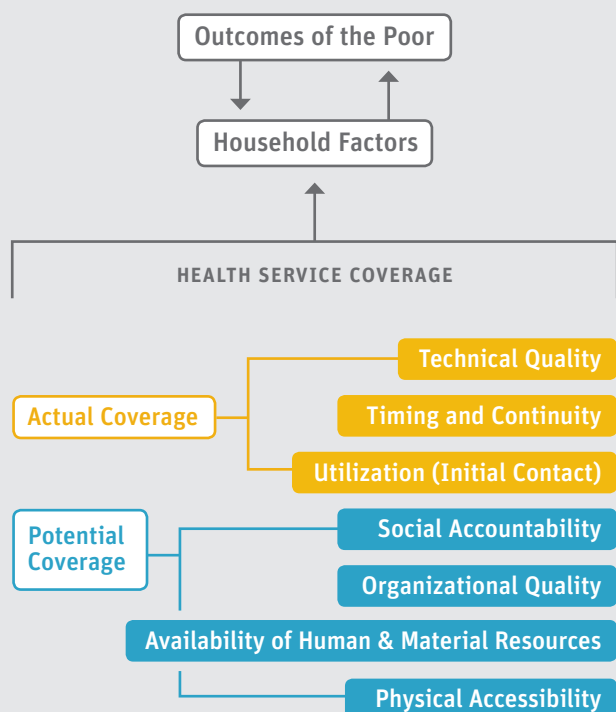 Outcomes of the Poor
Household Factors
HEALTH SERVICE COVERAGE
Technical Quality
Actual Coverage
Timing and Continuity
Utilization (Initial Contact)
Potential
Coverage
Social Accountability
Organizational Quality
Availability of Human & Material Resources
Physical Accessibility